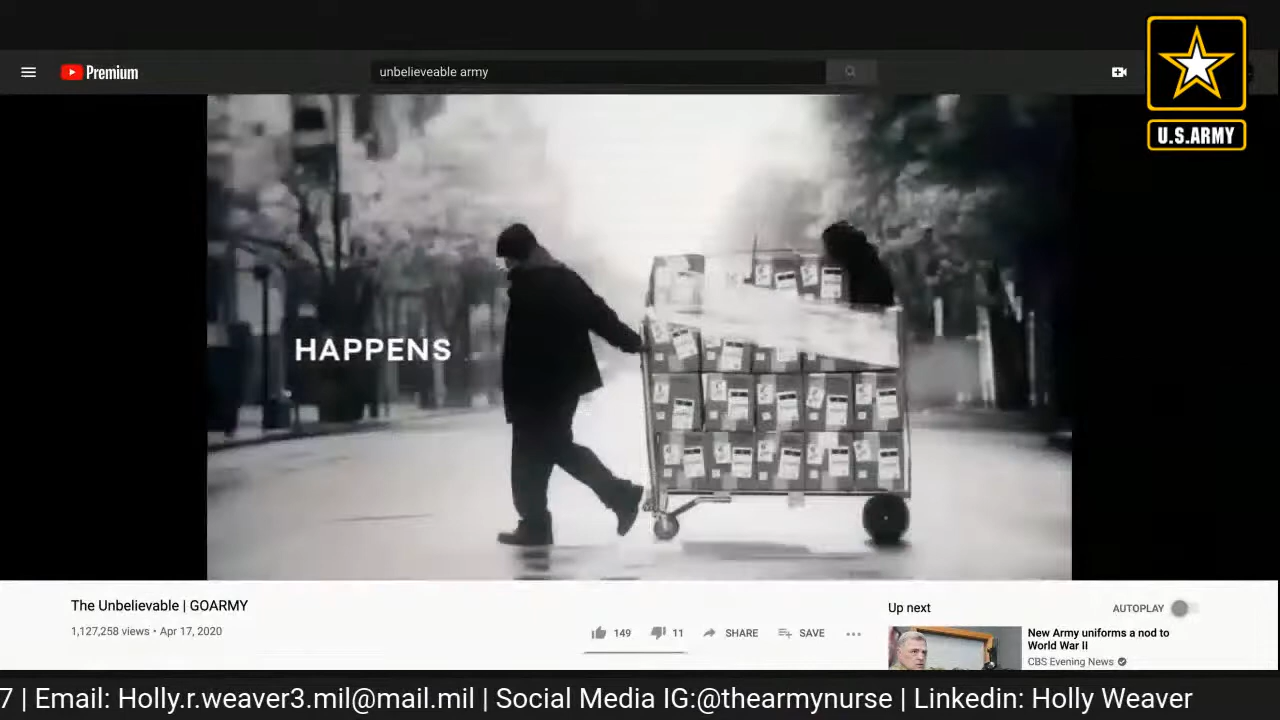 Premium
unbelieveable army
U.S.ARMY
HAPPENS
The Unbelievable | GOARMY
1,127,258 views • Apr 17, 2020
149
11
SHARE
SAVE
Up next
AUTOPLAY
New Army uniforms a nod to
World War II
CBS Evening News
7 | Email: Holly.r.weaver3.mil@mail.mil | Social Media IG:@thearmynurse | Linkedin: Holly Weaver